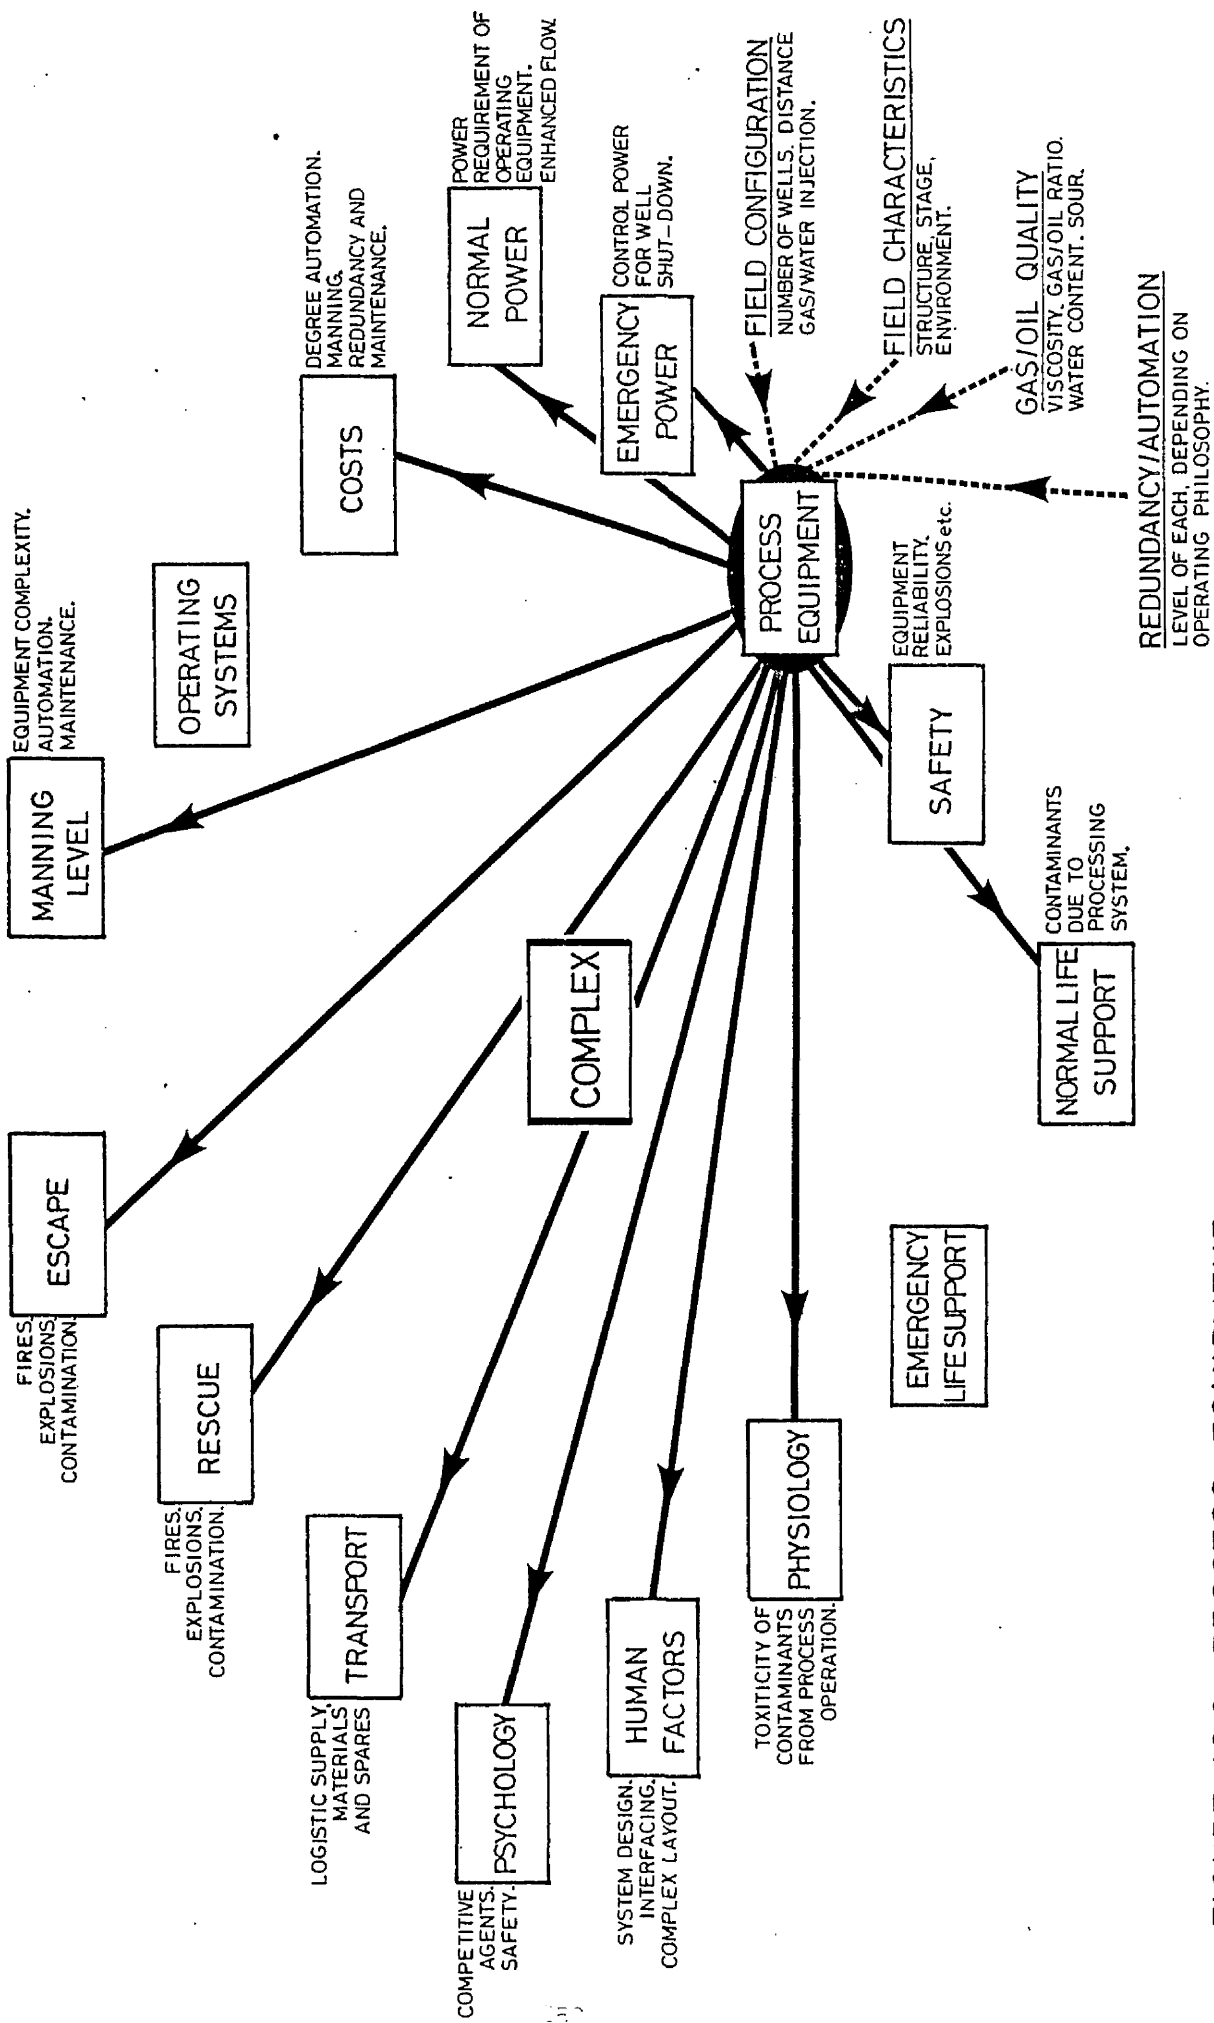 MANNING
LEVEL
EQUIPMENT COMPLEXITY.
AUTOMATION.
MAINTENANCE.
ESCAPE
FIRES.
EXPLOSIONS.
CONTAMINATION.
OPERATING
SYSTEMS
RESCUE
FIRES.
EXPLOSIONS.
CONTAMINATION.
COSTS
DEGREE AUTOMATION.
MANNING.
REDUNDANCY AND
MAINTENANCE.
TRANSPORT
LOGISTIC SUPPLY,
MATERIALS
AND SPARES
NORMAL
POWER
POWER
REQUIREMENT OF
OPERATING
EQUIPMENT.
ENHANCED FLOW.
PSYCHOLOGY
COMPETITIVE
AGENTS.
SAFETY.
COMPLEX
EMERGENCY
POWER
CONTROL POWER
FOR WELL
SHUT-DOWN.
HUMAN
FACTORS
SYSTEM DESIGN.
INTERFACING.
COMPLEX LAYOUT.
PROCESS
EQUIPMENT
FIELD CONFIGURATION
NUMBER OF WELLS. DISTANCE
GAS/WATER INJECTION.
PHYSIOLOGY
TOXITICITY OF
CONTAMINANTS
FROM PROCESS
OPERATION.
SAFETY
EQUIPMENT
RELIABILITY.
EXPLOSIONS etc.
FIELD CHARACTERISTICS
STRUCTURE, STAGE,
ENVIRONMENT.
EMERGENCY
LIFE SUPPORT
GAS/OIL QUALITY
VISCOSITY. GAS/OIL RATIO.
WATER CONTENT. SOUR.
NORMAL LIFE
SUPPORT
CONTAMINANTS
DUE TO
PROCESSING
SYSTEM.
REDUNDANCY/AUTOMATION
LEVEL OF EACH, DEPENDING ON
OPERATING PHILOSOPHY.